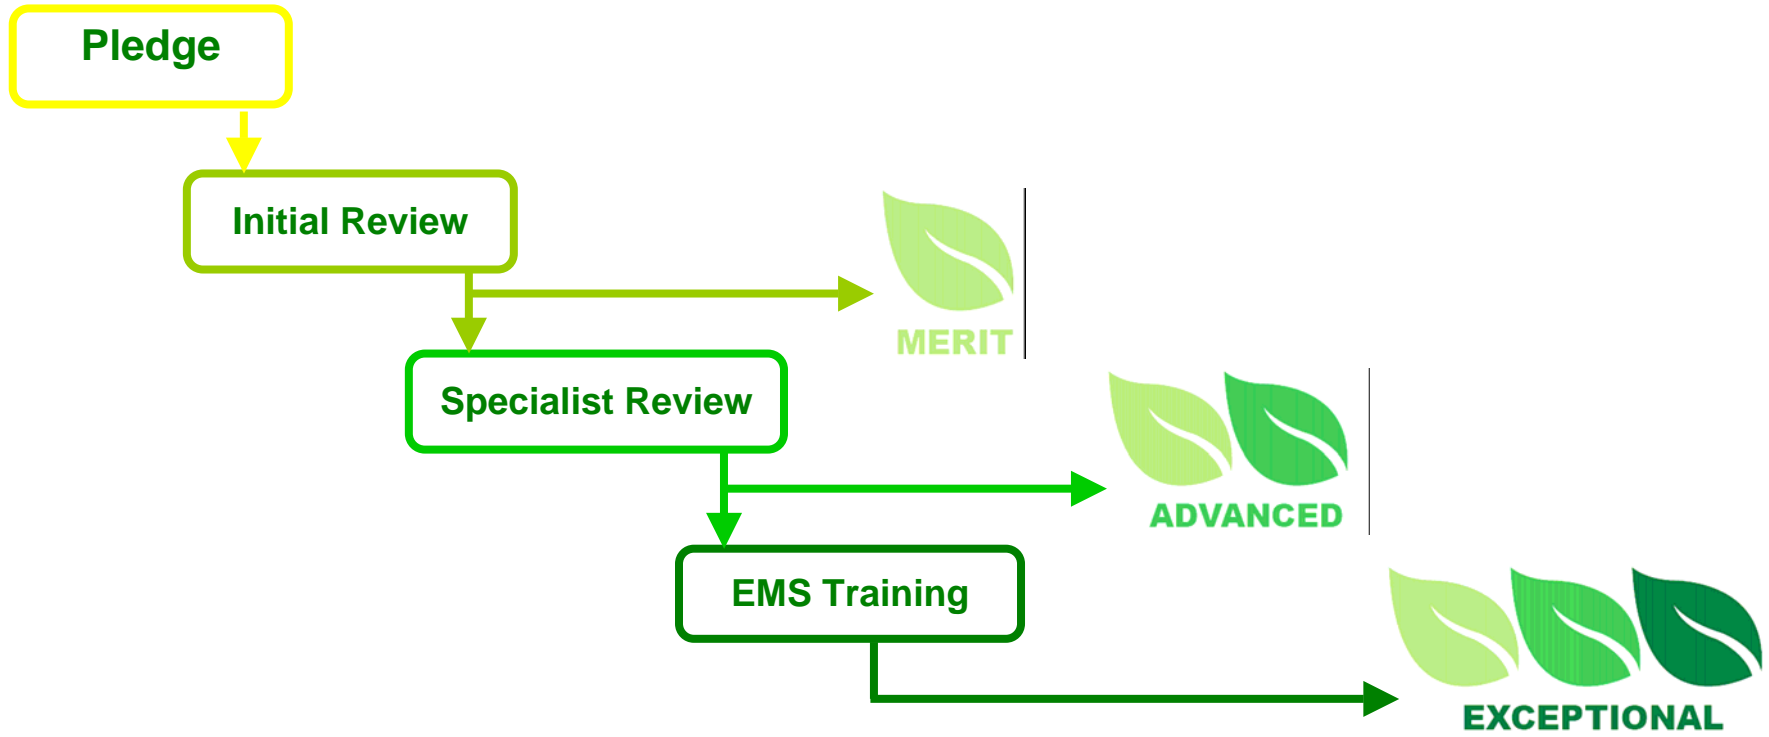 Pledge
Initial Review
MERIT
Specialist Review
ADVANCED
EMS Training
EXCEPTIONAL